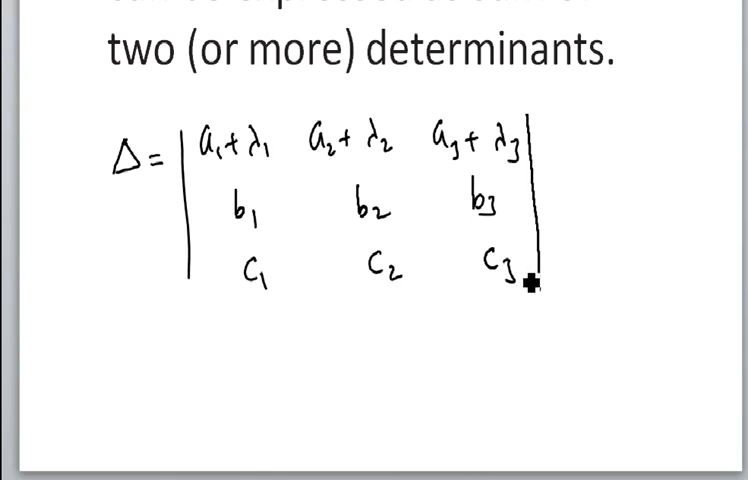 two (or more) determinants.
Δ = | a₁ + λ₁ a₂ + λ₂ a₃ + λ₃ |
b₁ b₂ b₃
c₁ c₂ c₃